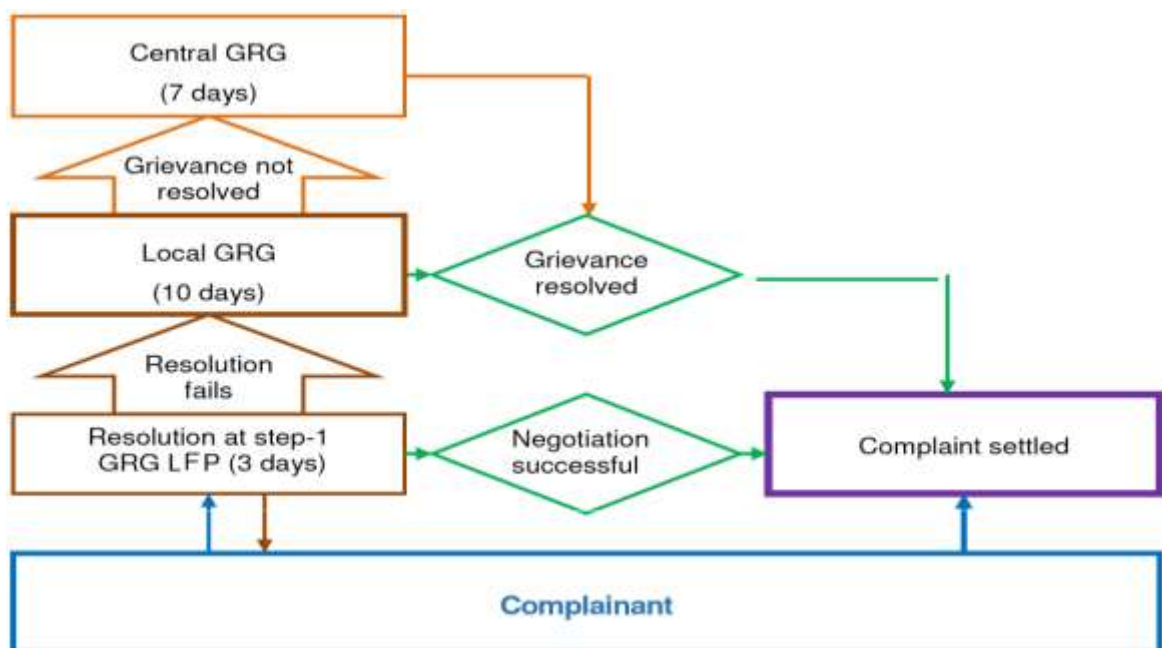 Central GRG
(7 days)
Grievance not
resolved
Local GRG
(10 days)
Grievance
resolved
Resolution
fails
Resolution at step-1
GRG LFP (3 days)
Negotiation
successful
Complaint settled
Complainant